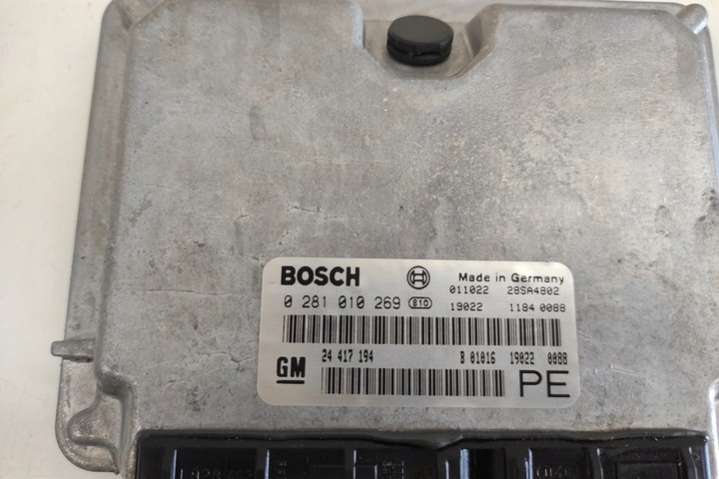 BOSCH Made in Germany
011022 28SA4802
0 281 010 269 19022 1184 0088
24 417 194 B 01016 19022 0088
GM PE